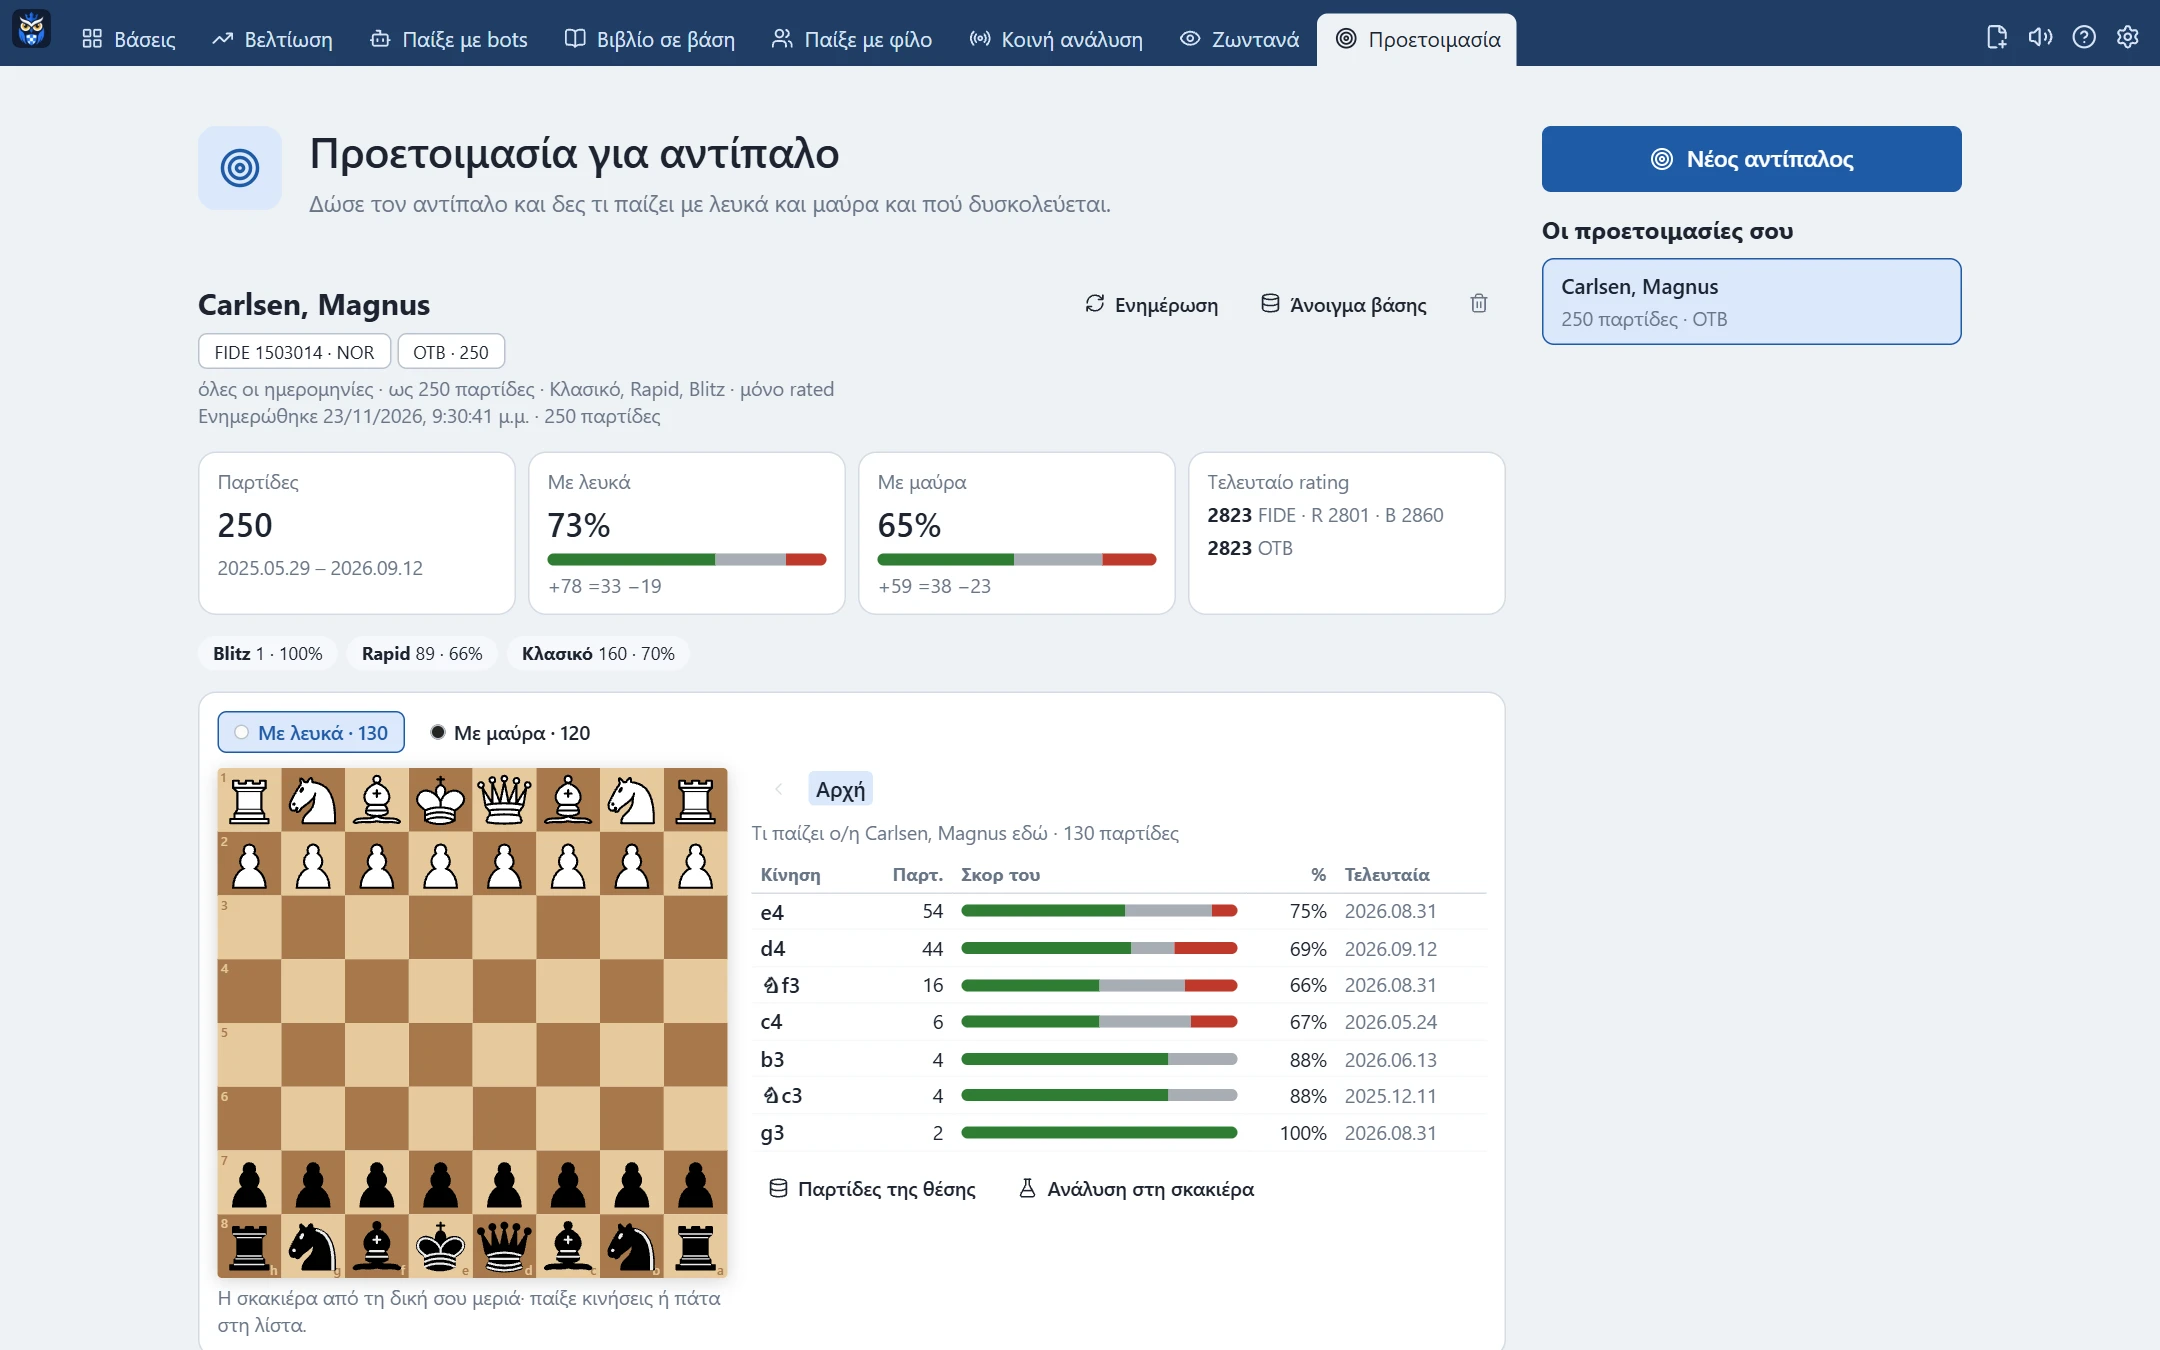 Βάσεις Βελτίωση Παίξε με bots Βιβλίο σε βάση Παίξε με φίλο Κοινή ανάλυση Ζωντανά Προετοιμασία
Προετοιμασία για αντίπαλο
Δώσε τον αντίπαλο και δες τι παίζει με λευκά και μαύρα και πού δυσκολεύεται.
Νέος αντίπαλος
Οι προετοιμασίες σου
Carlsen, Magnus
250 παρτίδες · OTB
Carlsen, Magnus
Ενημέρωση Άνοιγμα βάσης
FIDE 1503014 · NOR OTB · 250
όλες οι ημερομηνίες · ως 250 παρτίδες · Κλασικό, Rapid, Blitz · μόνο rated
Ενημερώθηκε 23/11/2026, 9:30:41 μ.μ. · 250 παρτίδες
Παρτίδες
250
2025.05.29 – 2026.09.12
Με λευκά
73%
+78 =33 −19
Με μαύρα
65%
+59 =38 −23
Τελευταίο rating
2823 FIDE · R 2801 · B 2860
2823 OTB
Blitz 1 · 100% Rapid 89 · 66% Κλασικό 160 · 70%
Με λευκά · 130 Με μαύρα · 120
1
2
3
4
5
6
7
8
h g f e d c b a
Η σκακιέρα από τη δική σου μεριά· παίξε κινήσεις ή πάτα
στη λίστα.
Αρχή
Τι παίζει ο/η Carlsen, Magnus εδώ · 130 παρτίδες
Κίνηση Παρτ. Σκορ του % Τελευταία
e4 54 75% 2026.08.31
d4 44 69% 2026.09.12
♘f3 16 66% 2026.08.31
c4 6 67% 2026.05.24
b3 4 88% 2026.06.13
♘c3 4 88% 2025.12.11
g3 2 100% 2026.08.31
Παρτίδες της θέσης Ανάλυση στη σκακιέρα